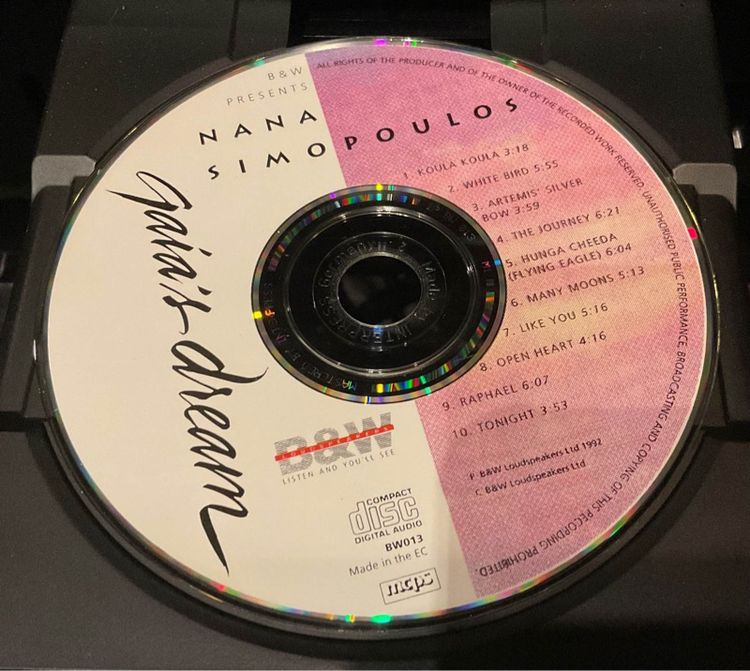 B&W
PRESENTS
NANA
SIMOPOULOS
gaia's dream
ALL RIGHTS OF THE PRODUCER AND OF THE OWNER OF THE RECORDED WORK RESERVED. UNAUTHORISED PUBLIC PERFORMANCE, BROADCASTING AND COPYING OF THIS RECORDING PROHIBITED.
1. KOULA KOULA 3:18
2. WHITE BIRD 5:55
3. ARTEMIS' SILVER
BOW 3:59
4. THE JOURNEY 6:21
5. HUNGA CHEEDA
(FLYING EAGLE) 6:04
6. MANY MOONS 5:13
7. LIKE YOU 5:16
8. OPEN HEART 4:16
9. RAPHAEL 6:07
10. TONIGHT 3:53
P. B&W Loudspeakers Ltd 1992
C. B&W Loudspeakers Ltd
B&W
LOUDSPEAKERS
LISTEN AND YOU'LL SEE
COMPACT
disc
DIGITAL AUDIO
BW013
Made in the EC
mcps